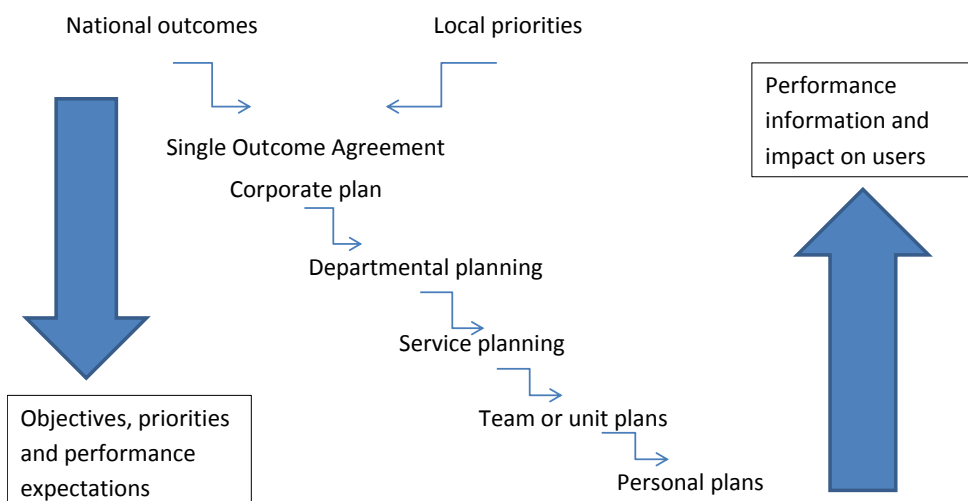 National outcomes
Local priorities
Performance
information and
impact on users
Single Outcome Agreement
Corporate plan
Departmental planning
Service planning
Team or unit plans
Personal plans
Objectives, priorities
and performance
expectations